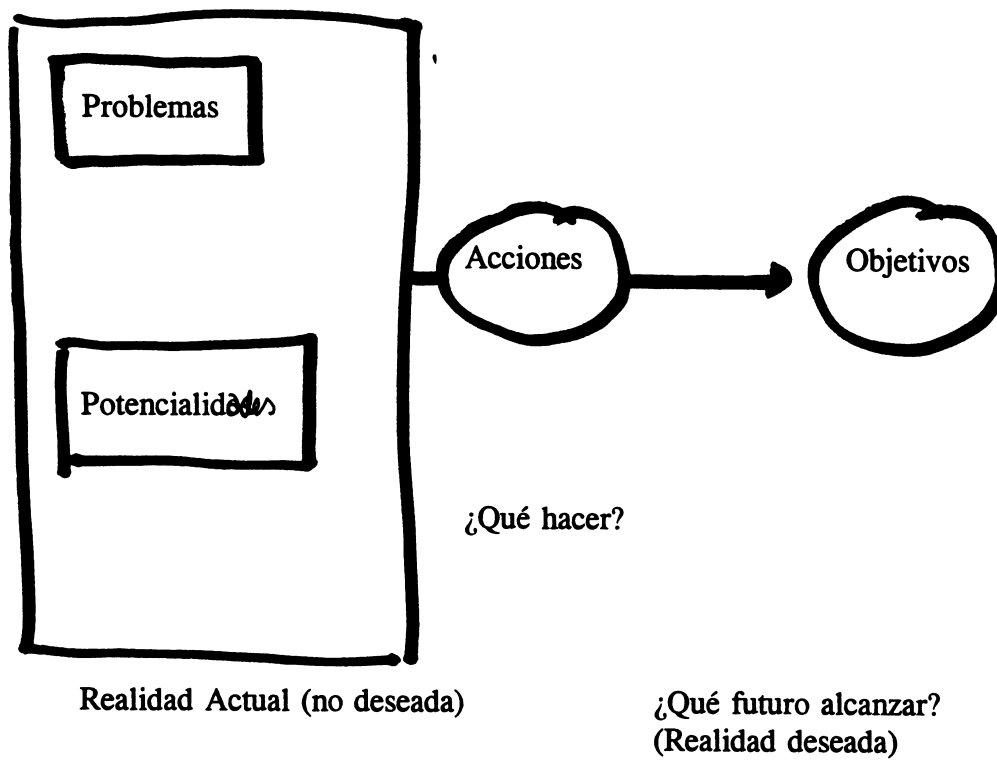 Problemas
Acciones
Objetivos
Potencialidades
¿Qué hacer?
Realidad Actual (no deseada)
¿Qué futuro alcanzar?
(Realidad deseada)